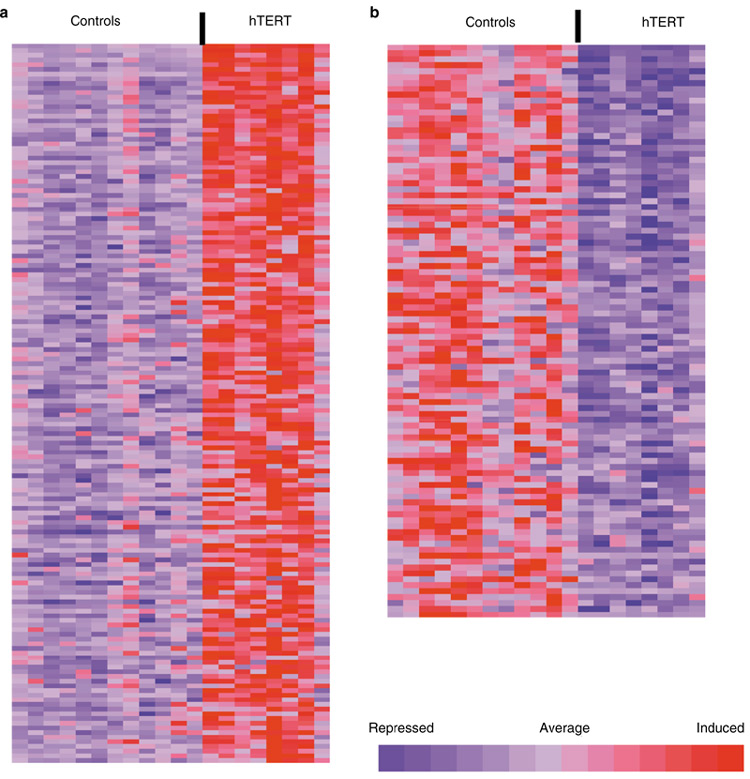 a
Controls hTERT
b
Controls hTERT
Repressed Average Induced